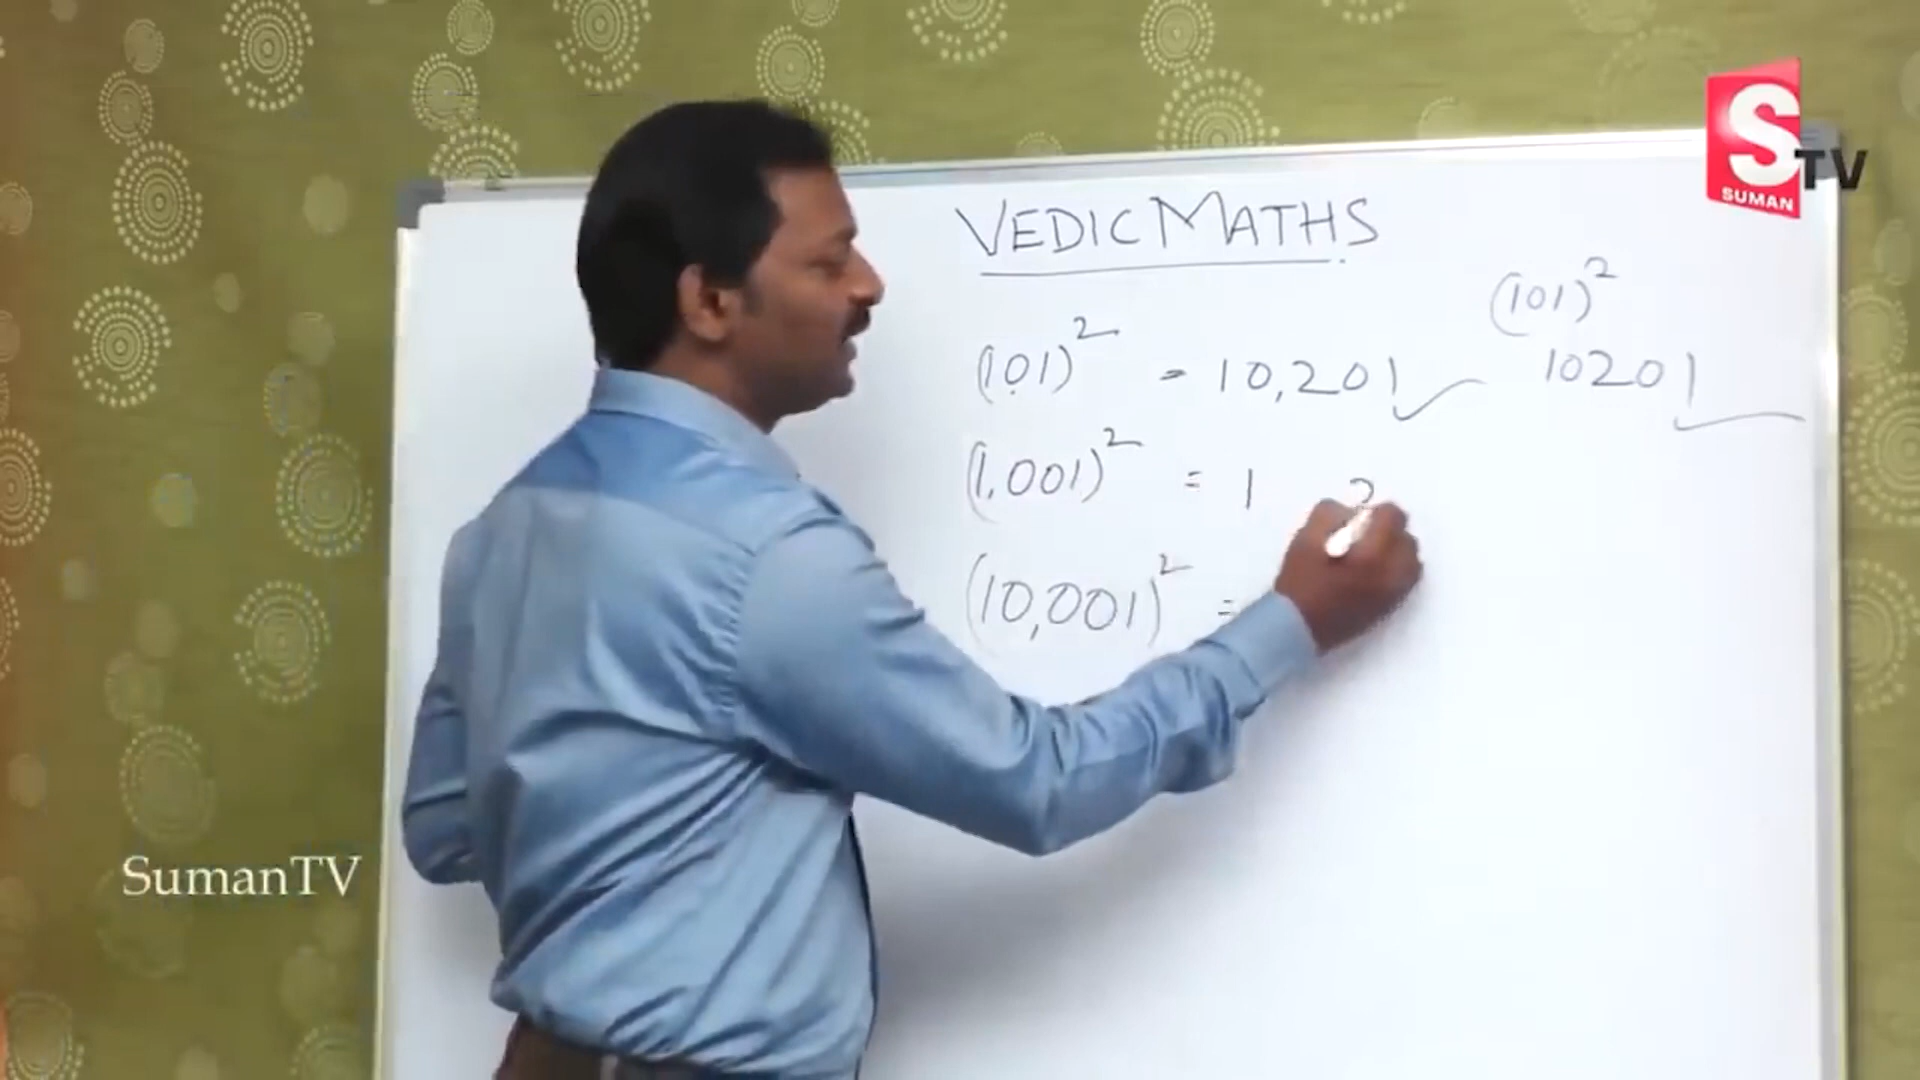 S
TV
SUMAN
VEDIC MATHS
(101)² = 10,201
(101)²
10201
(1,001)² = 1 2
(10,001)² =
SumanTV